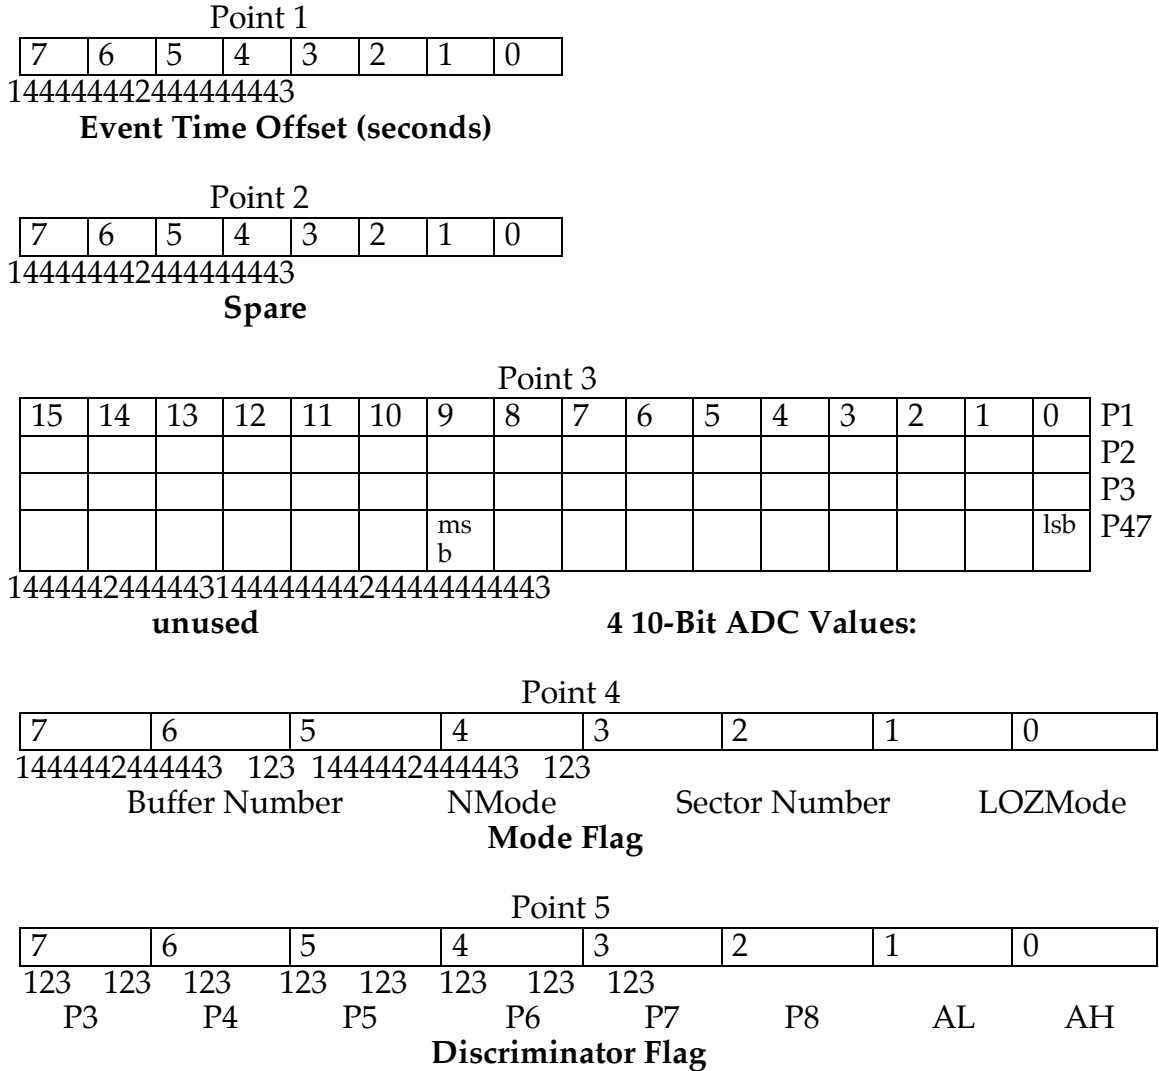 Point 1
7 6 5 4 3 2 1 0
14444444244444443
Event Time Offset (seconds)
Point 2
7 6 5 4 3 2 1 0
14444444244444443
Spare
Point 3
15 14 13 12 11 10 9 8 7 6 5 4 3 2 1 0 P1
P2
P3
ms lsb P47
b
1444442444443144444444424444444443
unused 4 10-Bit ADC Values:
Point 4
7 6 5 4 3 2 1 0
1444442444443 123 1444442444443 123
Buffer Number NMode Sector Number LOZMode
Mode Flag
Point 5
7 6 5 4 3 2 1 0
123 123 123 123 123 123 123 123
P3 P4 P5 P6 P7 P8 AL AH
Discriminator Flag